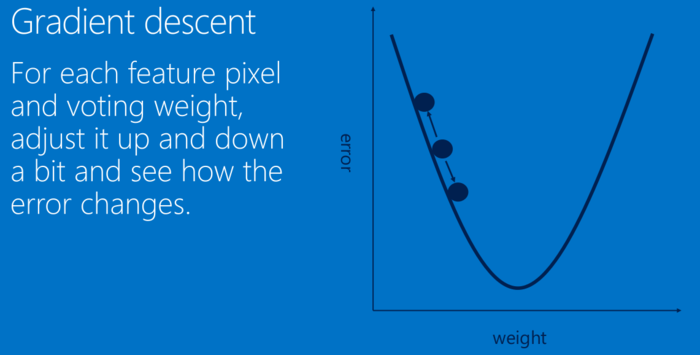 Gradient descent
For each feature pixel
and voting weight,
adjust it up and down
a bit and see how the
error changes.
error
weight